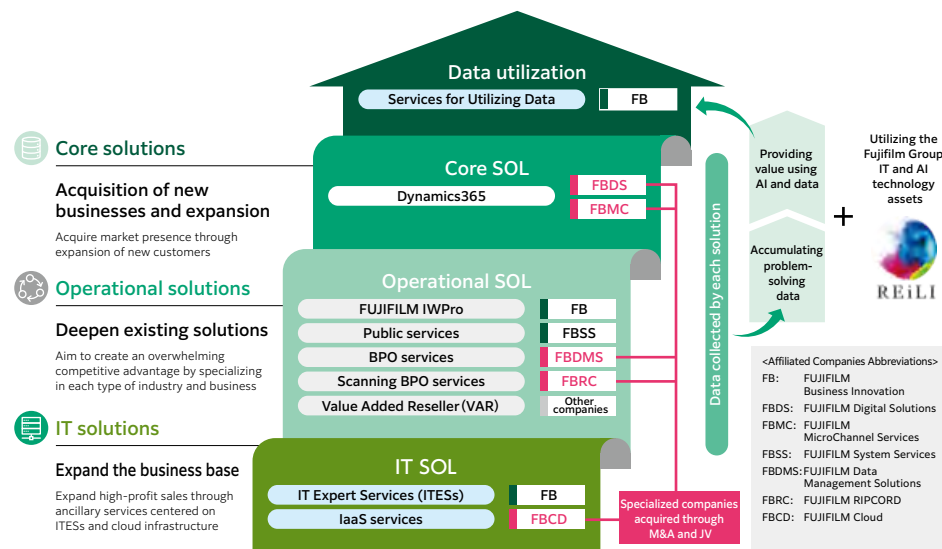 Data utilization
Services for Utilizing Data
FB
Core solutions
Acquisition of new
businesses and expansion
Acquire market presence through
expansion of new customers
Core SOL
Dynamics365
FBDS
FBMC
Operational solutions
Deepen existing solutions
Aim to create an overwhelming
competitive advantage by specializing
in each type of industry and business
Operational SOL
FUJIFILM IWPro
FB
Public services
FBSS
BPO services
FBDMS
Scanning BPO services
FBRC
Value Added Reseller (VAR)
Other
companies
IT solutions
Expand the business base
Expand high-profit sales through
ancillary services centered on
ITESs and cloud infrastructure
IT SOL
IT Expert Services (ITESs)
FB
IaaS services
FBCD
Specialized companies
acquired through
M&A and JV
Data collected by each solution
Providing
value using
AI and data
Accumulating
problem-
solving
data
+
Utilizing the
Fujifilm Group
IT and AI
technology
assets
REiLI
<Affiliated Companies Abbreviations>
FB: FUJIFILM
Business Innovation
FBDS: FUJIFILM Digital Solutions
FBMC: FUJIFILM
MicroChannel Services
FBSS: FUJIFILM System Services
FBDMS: FUJIFILM Data
Management Solutions
FBRC: FUJIFILM RIPCORD
FBCD: FUJIFILM Cloud